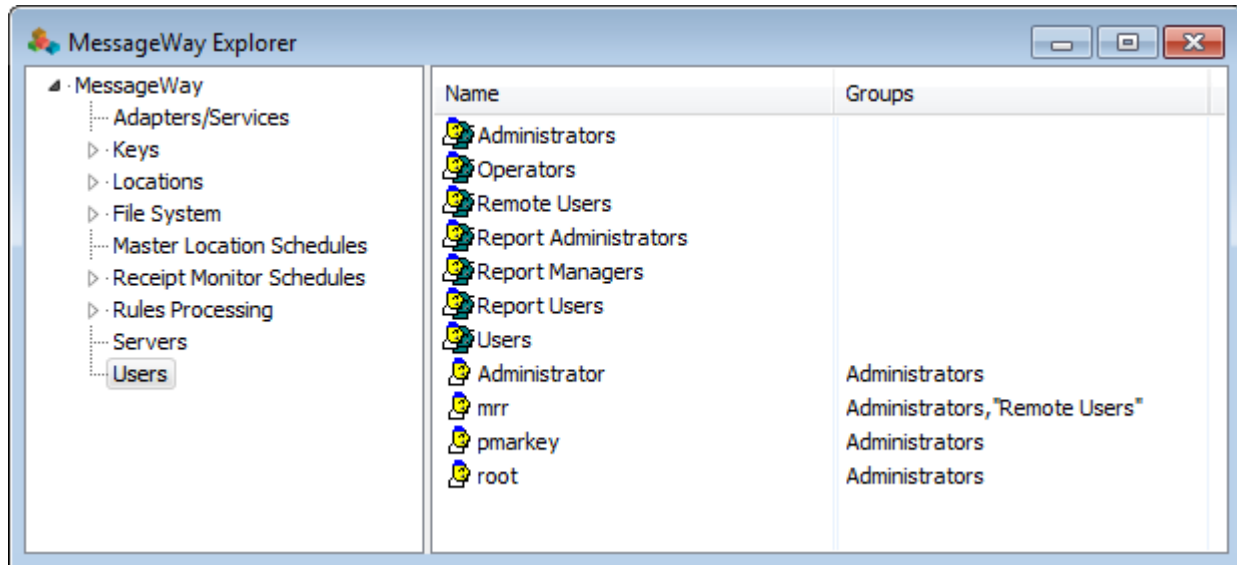 MessageWay Explorer
MessageWay
Adapters/Services
Keys
Locations
File System
Master Location Schedules
Receipt Monitor Schedules
Rules Processing
Servers
Users
Name Groups
Administrators
Operators
Remote Users
Report Administrators
Report Managers
Report Users
Users
Administrator Administrators
mrr Administrators,"Remote Users"
pmarkey Administrators
root Administrators